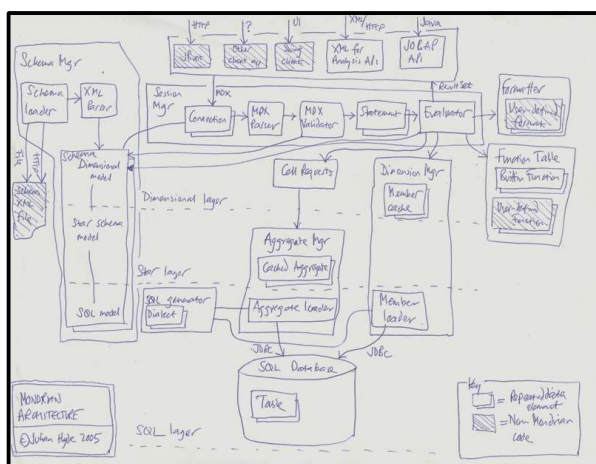 HTTP
?
UI
XML/
HTTP
Java
JPivot
Other
client app
Swing
client
XML for
Analysis API
JOLAP
API
Schema Mgr
Schema
loader
XML
Parser
File
HTTP
Schema
XML
file
MDX
Result Set
Session
Mgr
Connection
MDX
Parser
MDX
Validator
Statement
Evaluator
Formatter
User-defined
Formats
Function Table
Builtin Function
User-defined
Function
Schema
Dimensional
model
Star schema
model
SQL model
Cell Requests
Dimension Mgr
Member
cache
Dimensional layer
Aggregate Mgr
Cached Aggregate
Star layer
SQL generator
Dialect
Aggregate loader
Member
loader
JDBC
JDBC
SQL Database
Table
MONDRIAN
ARCHITECTURE
© Julian Hyde 2005
SQL layer
Key
= Repeated/data
element
= Non Mondrian
code